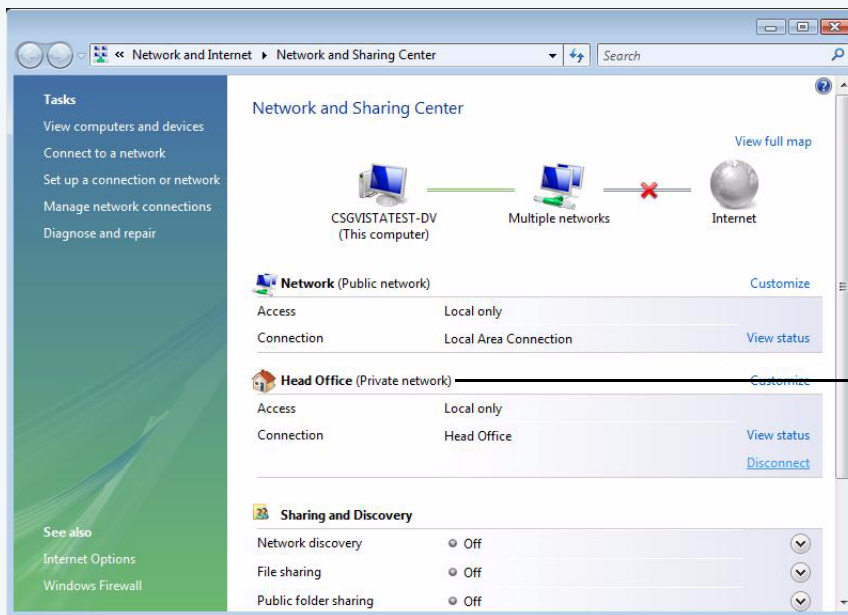 « Network and Internet ▸ Network and Sharing Center
Search
Tasks
View computers and devices
Connect to a network
Set up a connection or network
Manage network connections
Diagnose and repair
See also
Internet Options
Windows Firewall
Network and Sharing Center
View full map
CSGVISTATEST-DV
(This computer)
Multiple networks
Internet
Network (Public network) Customize
Access Local only
Connection Local Area Connection View status
Head Office (Private network) Customize
Access Local only
Connection Head Office View status
Disconnect
Sharing and Discovery
Network discovery Off
File sharing Off
Public folder sharing Off